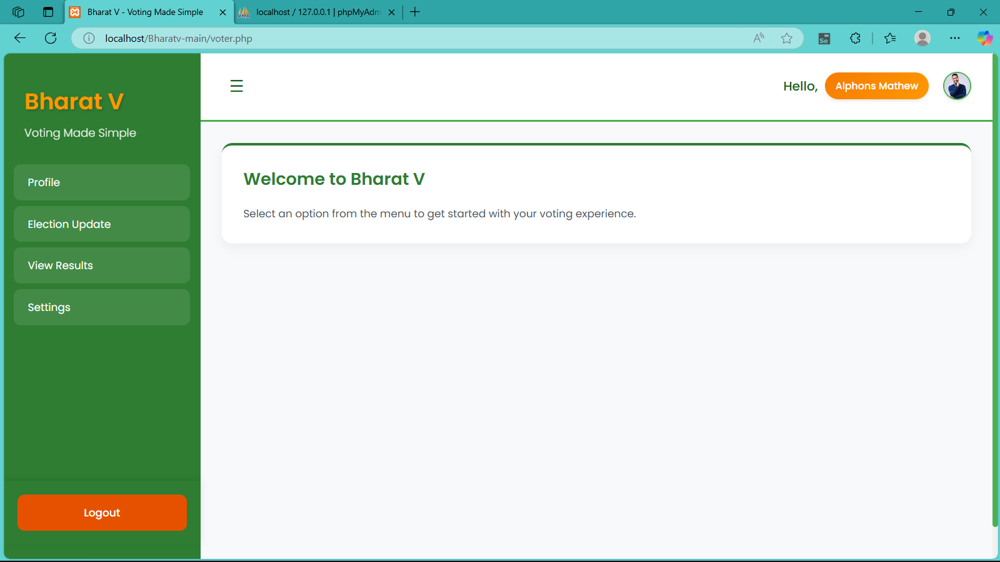 Bharat V - Voting Made Simple
localhost / 127.0.0.1 | phpMyAdm
localhost/Bharatv-main/voter.php
Bharat V
Voting Made Simple
Profile
Election Update
View Results
Settings
Logout
Hello, Alphons Mathew
Welcome to Bharat V
Select an option from the menu to get started with your voting experience.